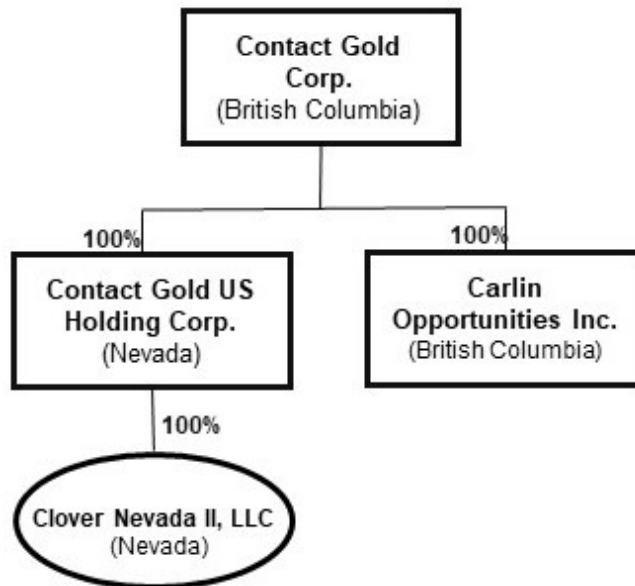 Contact Gold
Corp.
(British Columbia)
100%
100%
Contact Gold US
Holding Corp.
(Nevada)
Carlin
Opportunities Inc.
(British Columbia)
100%
Clover Nevada II, LLC
(Nevada)